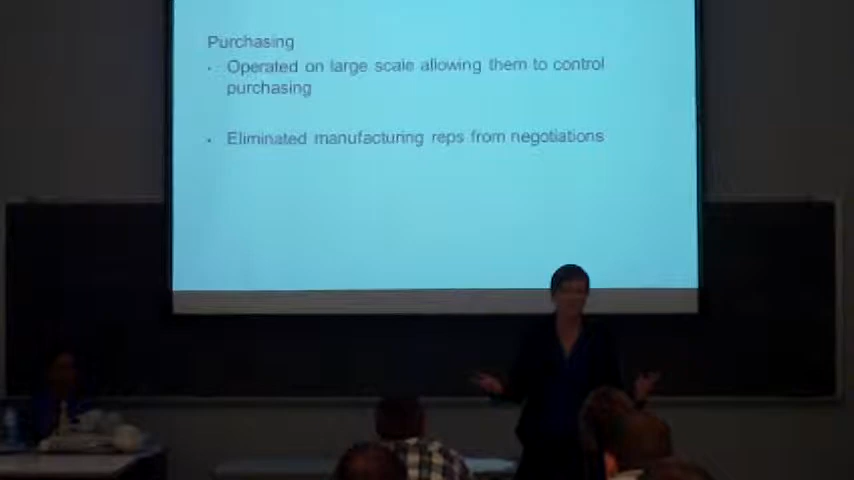 Purchasing
· Operated on large scale allowing them to control
purchasing
· Eliminated manufacturing reps from negotiations